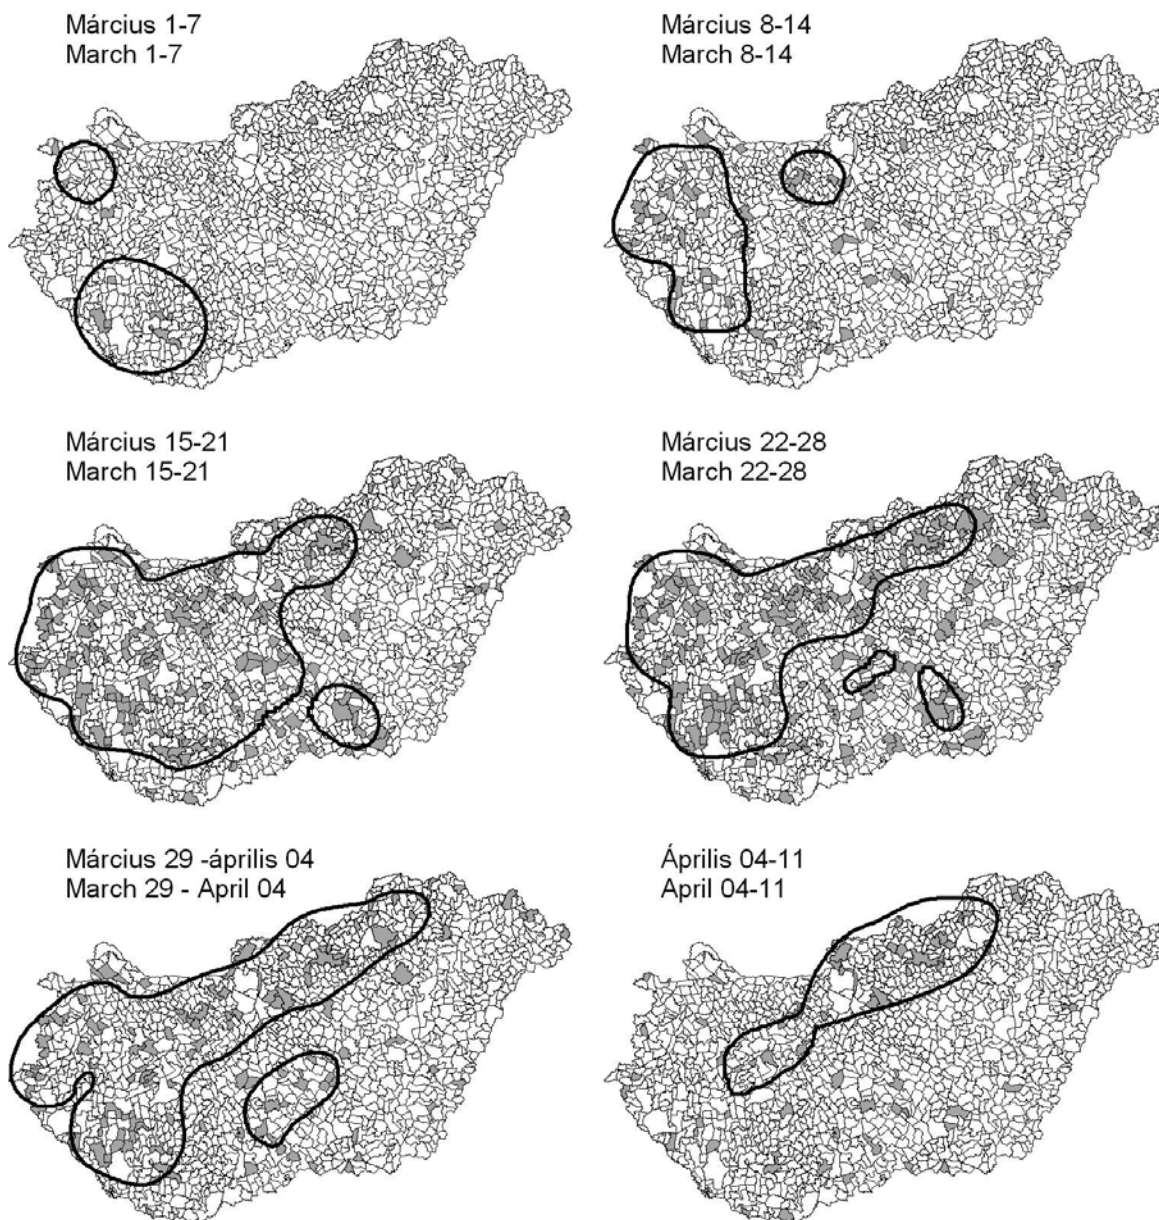 Március 1-7
March 1-7
Március 8-14
March 8-14
Március 15-21
March 15-21
Március 22-28
March 22-28
Március 29 -április 04
March 29 - April 04
Április 04-11
April 04-11